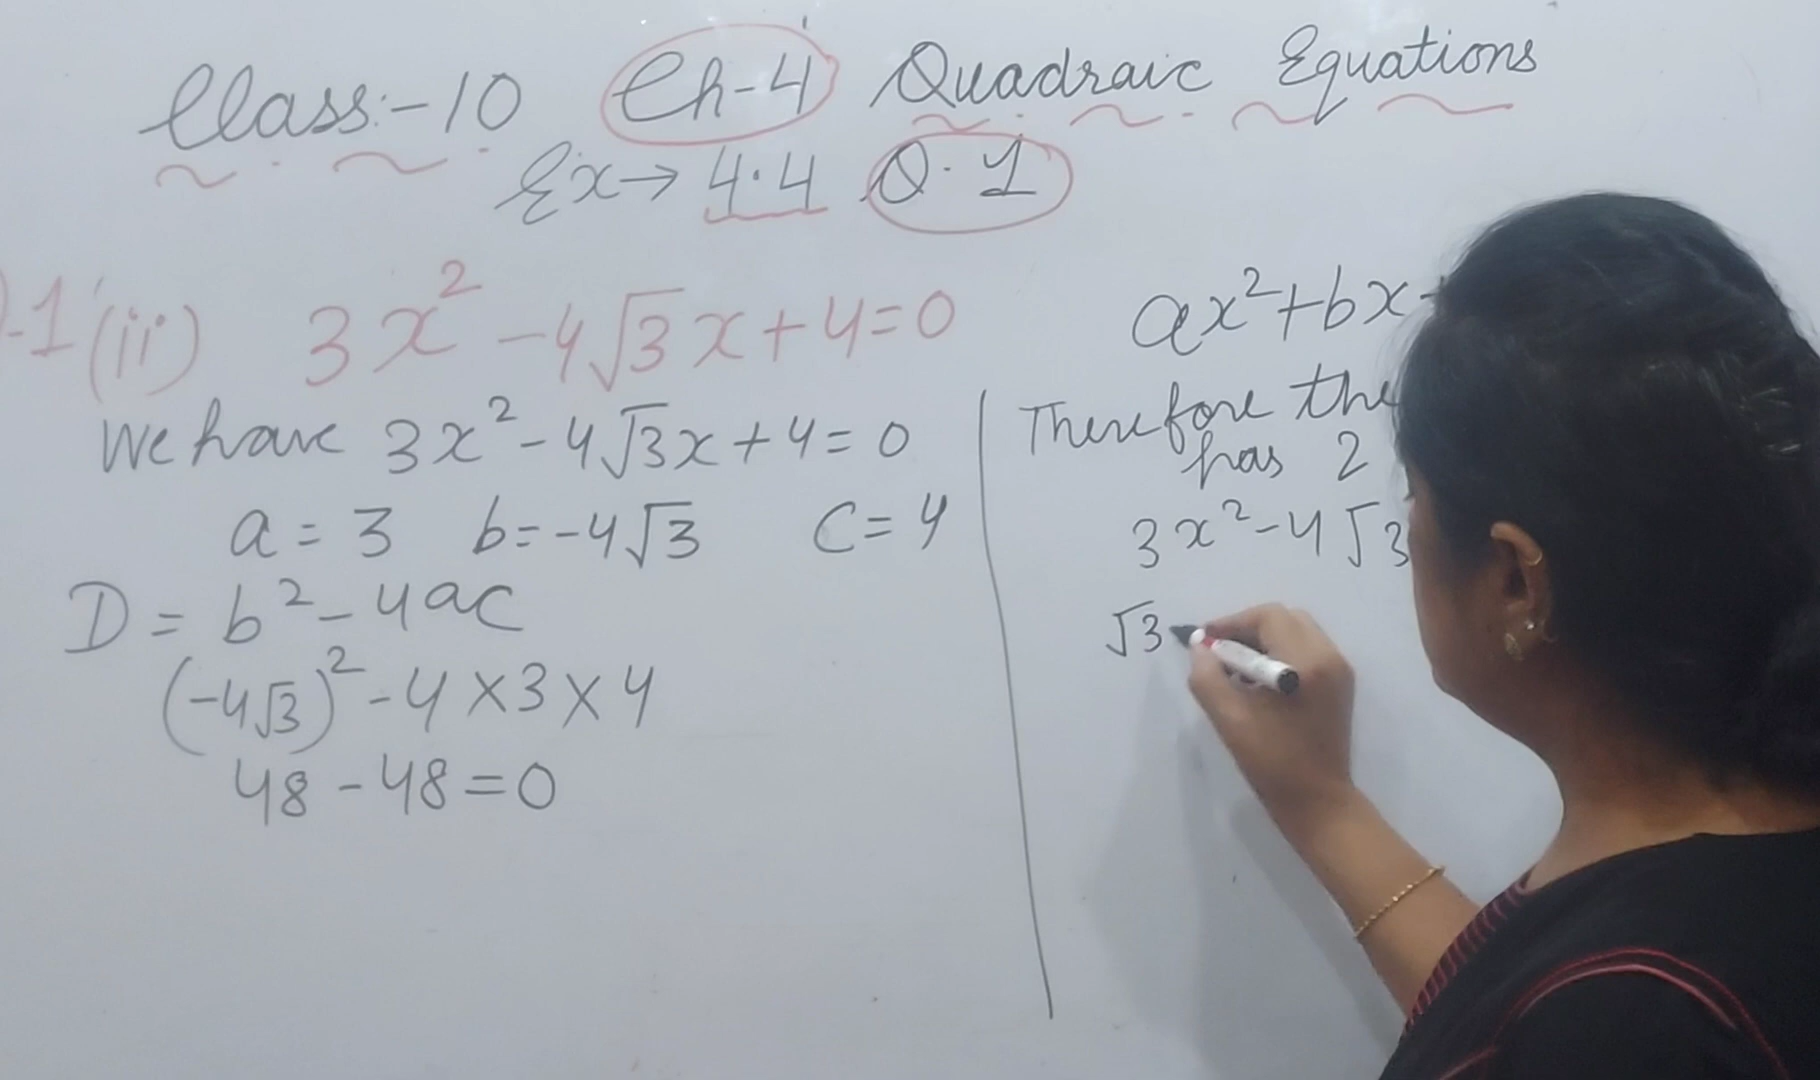 Class:-10 Ch-4 Quadraic Equations
Ex→ 4.4 Q.1
-1 (ii) 3x²-4√3x+4=0
We have 3x²-4√3x+4=0
a=3 b=-4√3 C=4
D=b²-4ac
(-4√3)²-4×3×4
48-48=0
ax²+bx
Therefore the
has 2
3x²-4√3
√3